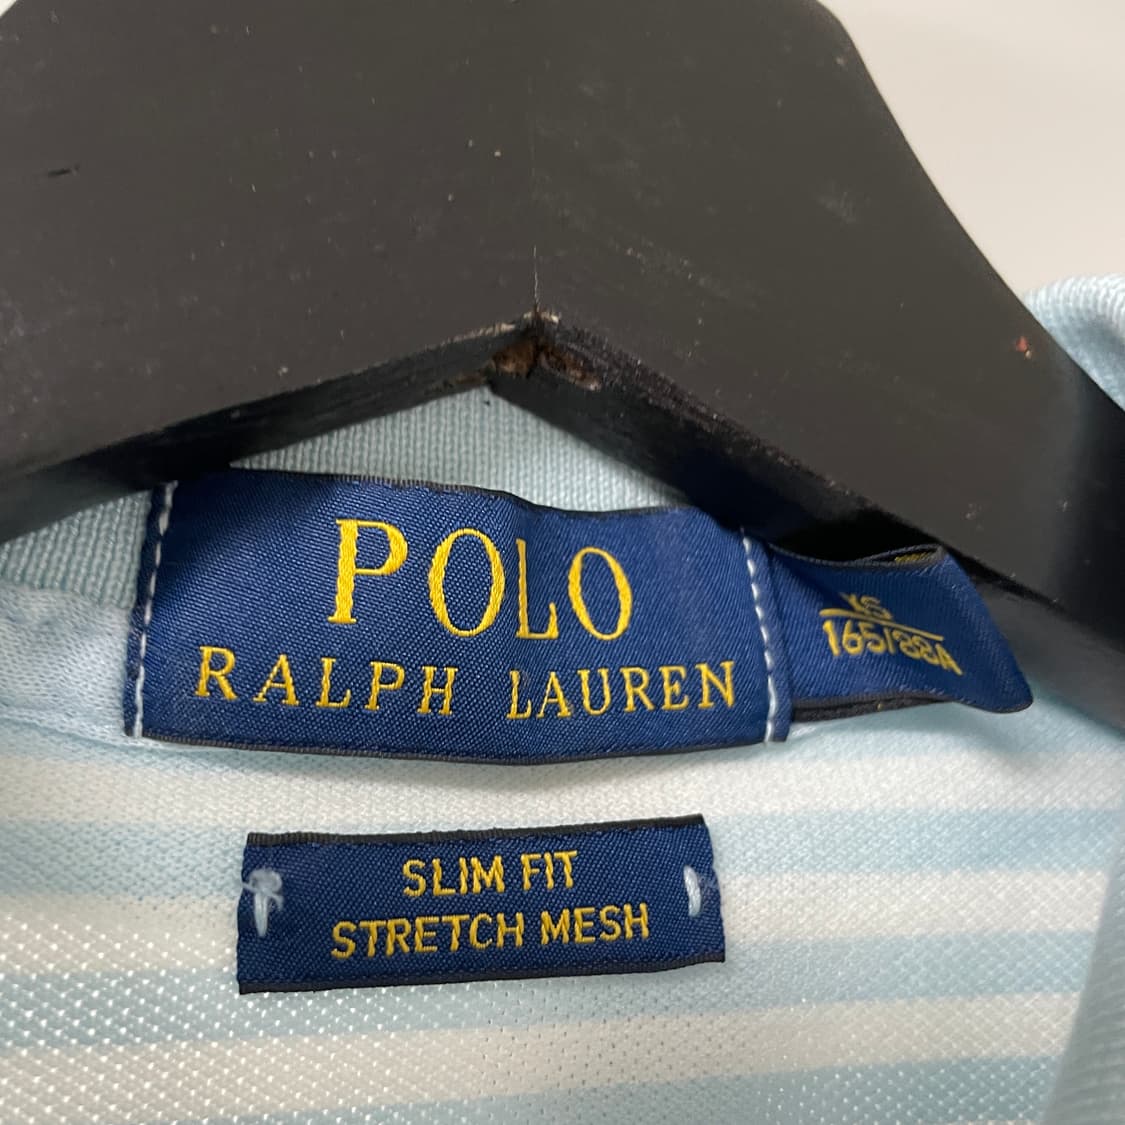 POLO
RALPH LAUREN
XS
165/88A
SLIM FIT
STRETCH MESH